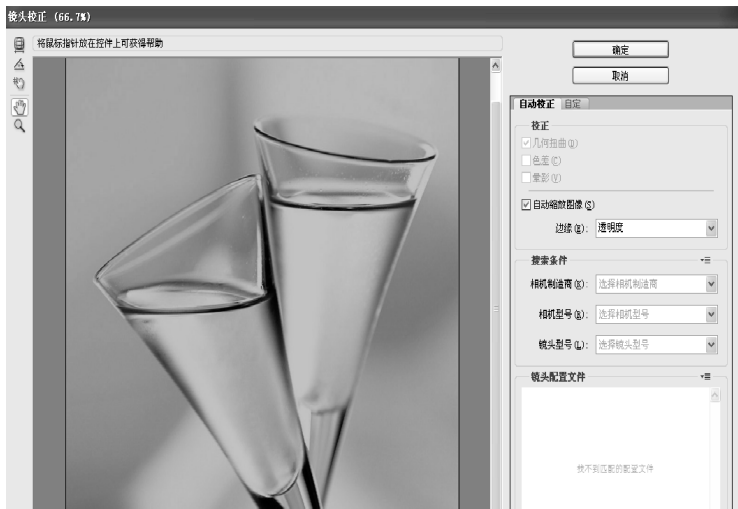 镜头校正 (66.7%)
将鼠标指针放在控件上可获得帮助
确定
取消
自动校正 自定
校正
几何扭曲(D)
色差(C)
晕影(V)
自动缩放图像(S)
边缘(E): 透明度
搜索条件
相机制造商(K): 选择相机制造商
相机型号(R): 选择相机型号
镜头型号(L): 选择镜头型号
镜头配置文件
找不到匹配的配置文件